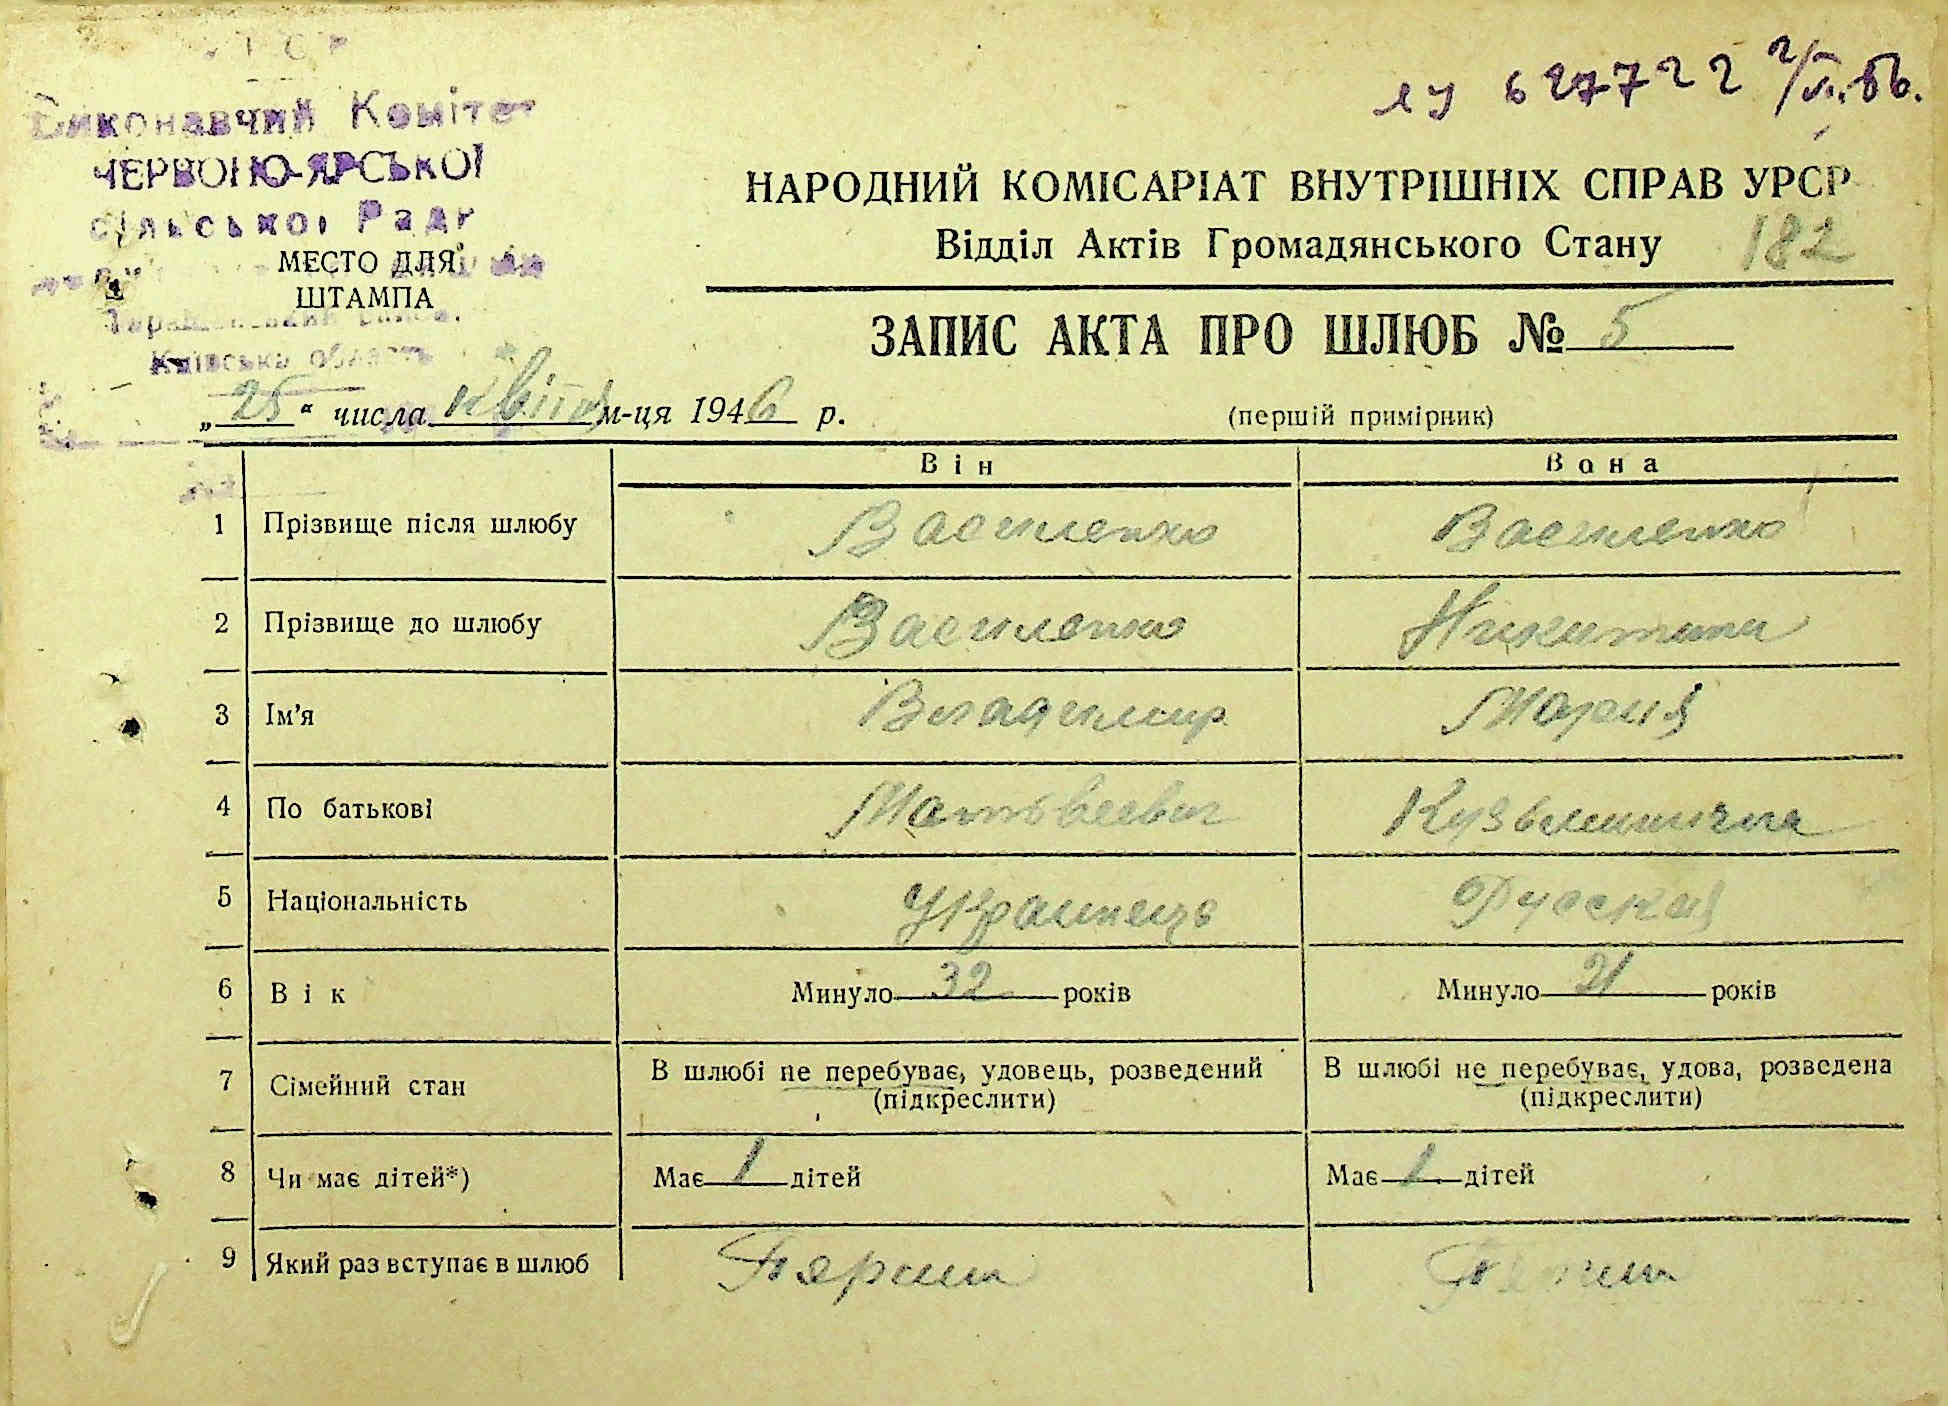 Виконавчий Комітет
ЧЕРВОНО-ЯРСЬКОЇ
сільської Ради
МЕСТО ДЛЯ
ШТАМПА
Київська область
ЯУ 627722
НАРОДНИЙ КОМІСАРІАТ ВНУТРІШНІХ СПРАВ УРСР
Відділ Актів Громадянського Стану 182
ЗАПИС АКТА ПРО ШЛЮБ № 5
„25“ числа квітня м-ця 1946 р. (першій примірник)
Він Вона
1 Прізвище після шлюбу Василенко Василенко
2 Прізвище до шлюбу Василенко Никитина
3 Ім'я Владимир Мария
4 По батькові Матвеевич Кузьминична
5 Національність Украинець Русская
6 Вік Минуло 32 років Минуло 21 років
7 Сімейний стан В шлюбі не перебуває, удовець, розведений В шлюбі не перебуває, удова, розведена
(підкреслити) (підкреслити)
8 Чи має дітей*) Має 1 дітей Має 1 дітей
9 Який раз вступає в шлюб